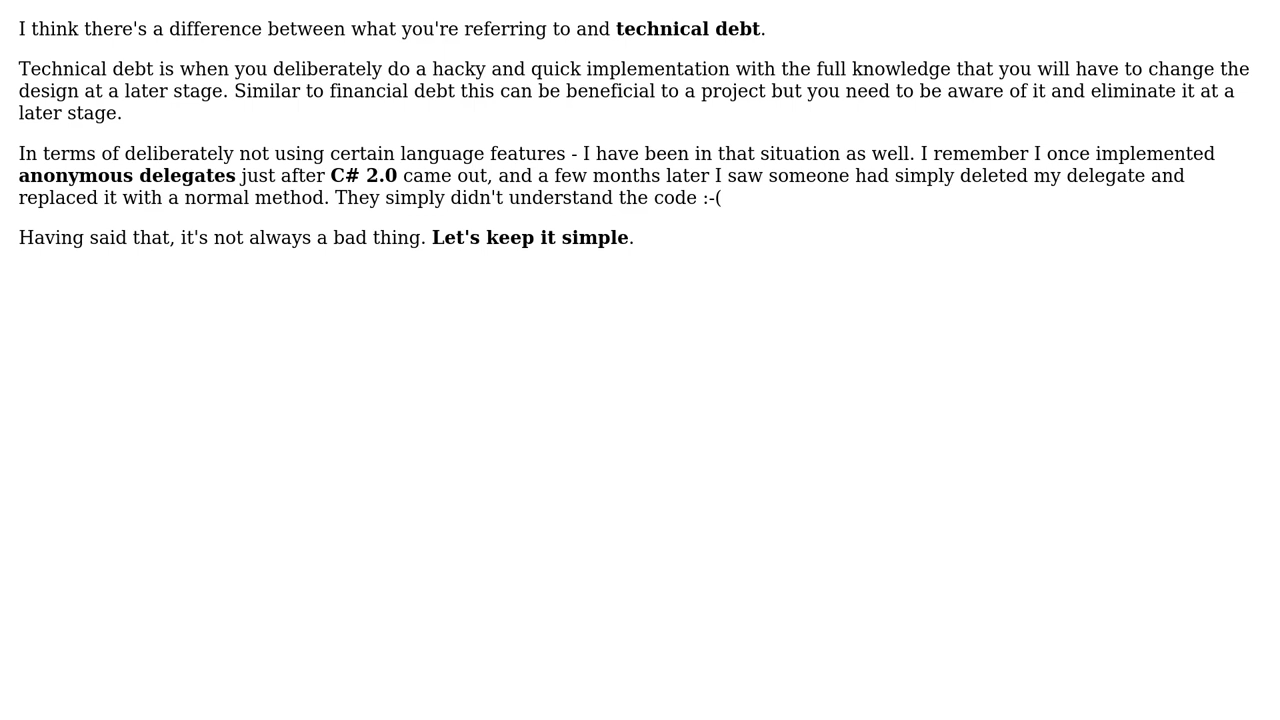 I think there's a difference between what you're referring to and technical debt.
Technical debt is when you deliberately do a hacky and quick implementation with the full knowledge that you will have to change the
design at a later stage. Similar to financial debt this can be beneficial to a project but you need to be aware of it and eliminate it at a
later stage.
In terms of deliberately not using certain language features - I have been in that situation as well. I remember I once implemented
anonymous delegates just after C# 2.0 came out, and a few months later I saw someone had simply deleted my delegate and
replaced it with a normal method. They simply didn't understand the code :-(
Having said that, it's not always a bad thing. Let's keep it simple.